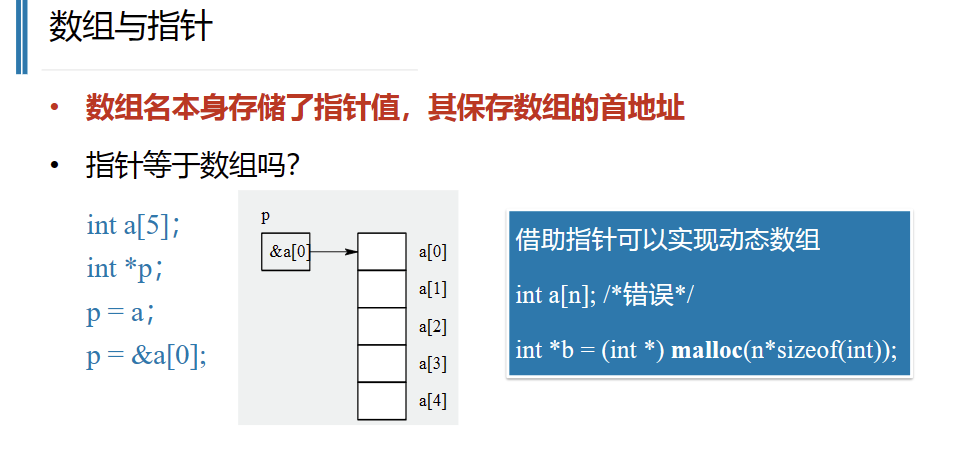 数组与指针
• 数组名本身存储了指针值，其保存数组的首地址
• 指针等于数组吗？
int a[5]；
int *p；
p = a；
p = &a[0];
p
&a[0]
a[0]
a[1]
a[2]
a[3]
a[4]
借助指针可以实现动态数组
int a[n]; /*错误*/
int *b = (int *) malloc(n*sizeof(int));